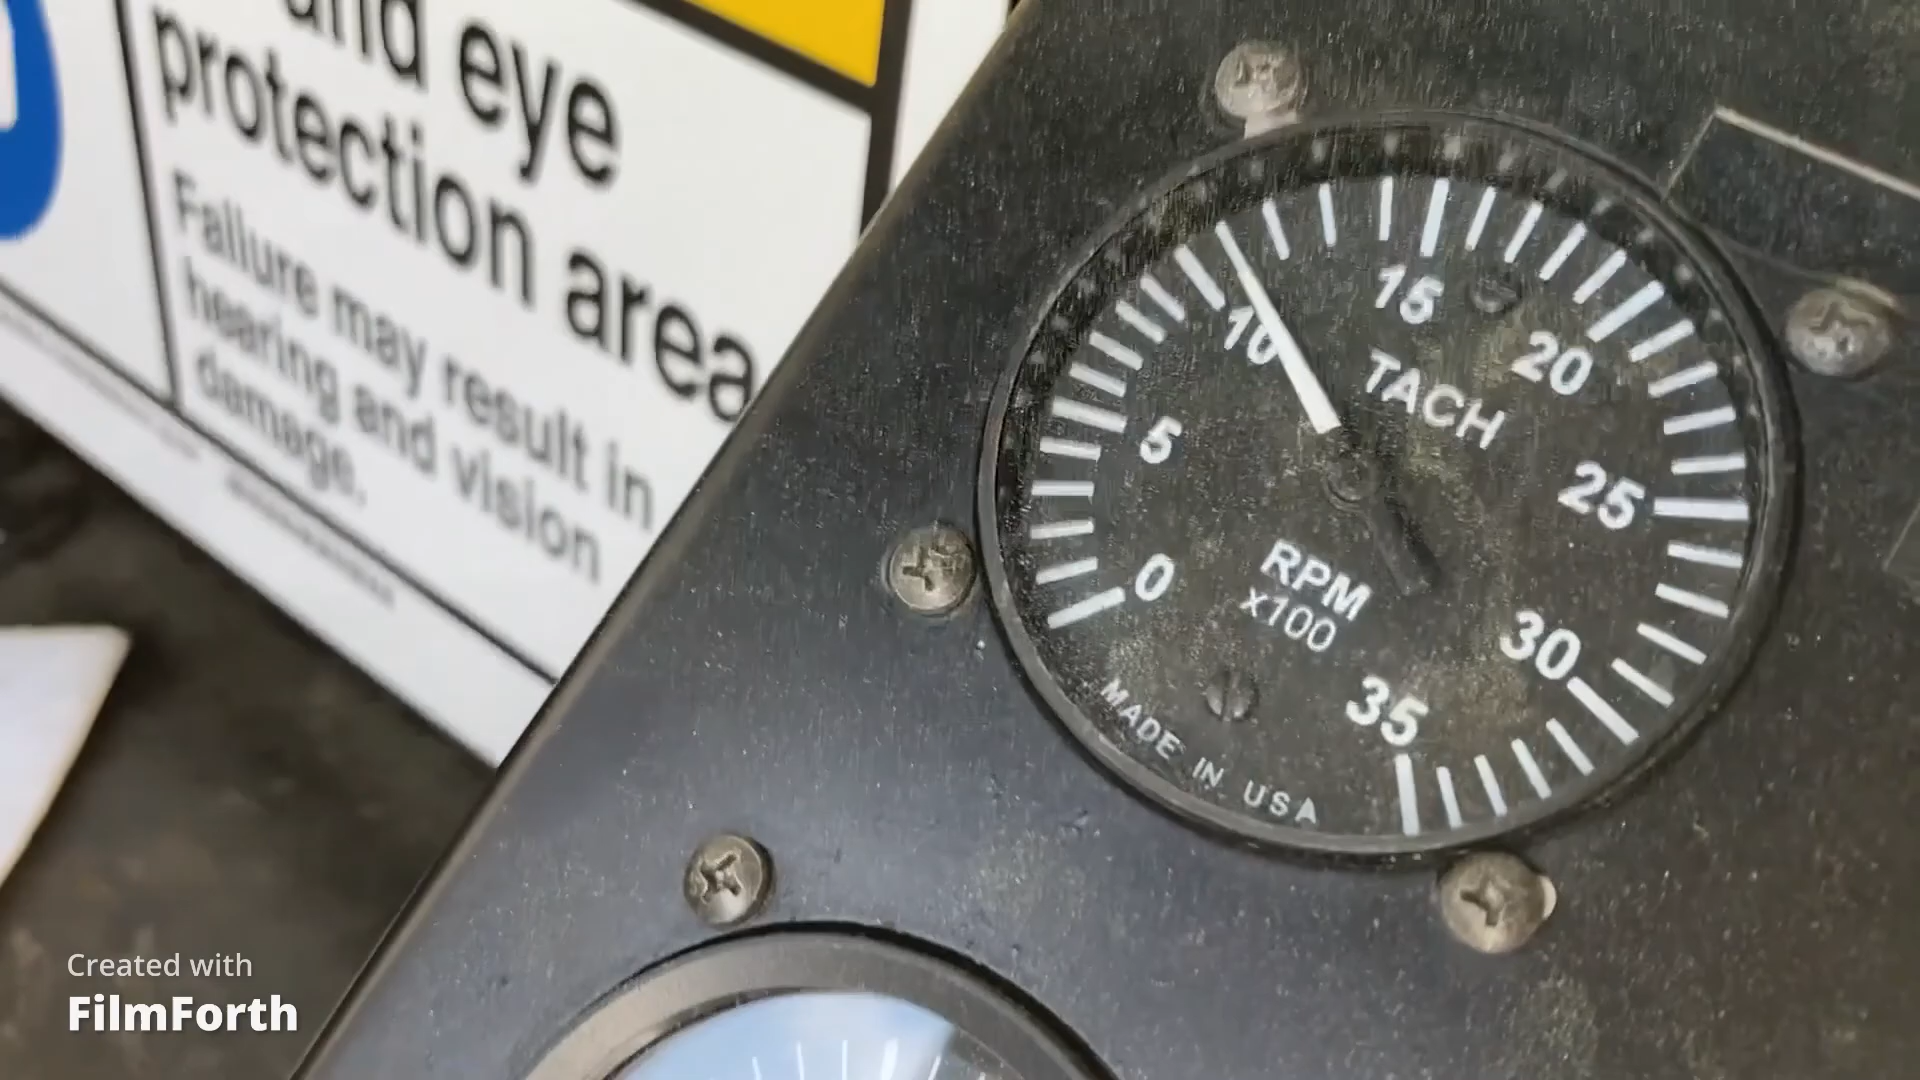 and eye
protection area
Failure may result in
hearing and vision
damage.
0
5
10
15
20
25
30
35
TACH
RPM
x100
MADE IN USA
Created with
FilmForth